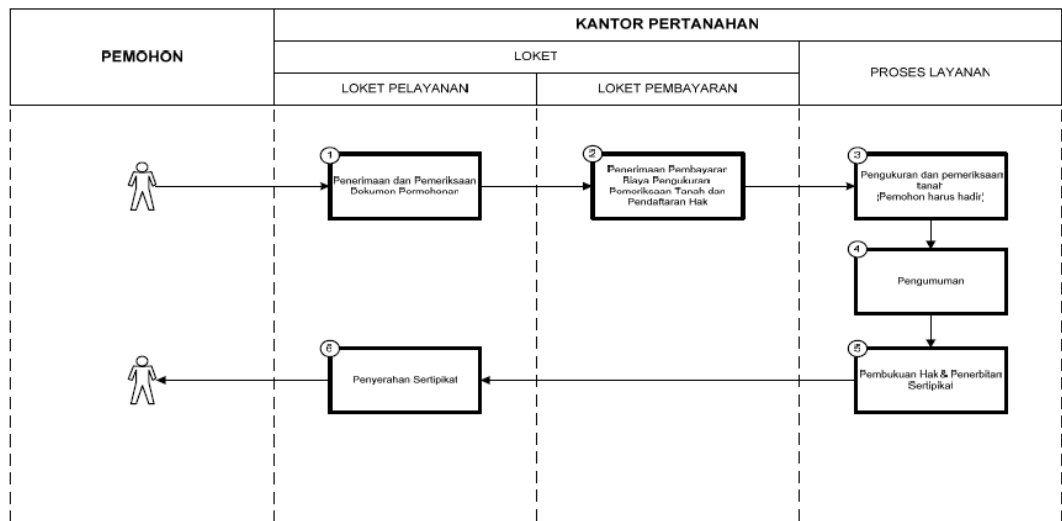 KANTOR PERTANAHAN
PEMOHON
LOKET
PROSES LAYANAN
LOKET PELAYANAN
LOKET PEMBAYARAN
1
Penerimaan dan Pemeriksaan
Dokumen Permohonan
2
Penerimaan Pembayaran
Biaya Pengukuran
Pemeriksaan Tanah dan
Pendaftaran Hak
3
Pengukuran dan pemeriksaan
tanah
(Pemohon harus hadir)
4
Pengumuman
5
Pembukuan Hak & Penerbitan
Sertipikat
6
Penyerahan Sertipikat